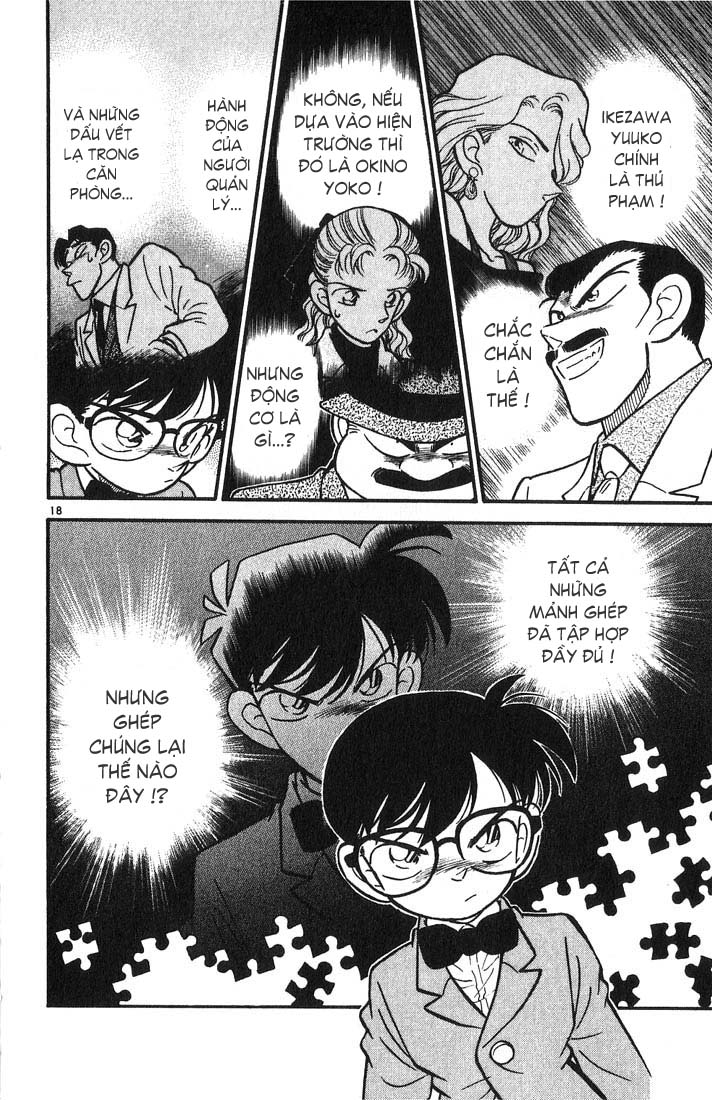 IKEZAWA
YUUKO
CHÍNH
LÀ THỦ
PHẠM !
CHẮC
CHẮN
LÀ
THẾ !
KHÔNG, NẾU
DỰA VÀO HIỆN
TRƯỜNG THÌ
ĐÓ LÀ OKINO
YOKO !
NHƯNG
ĐỘNG
CƠ LÀ
GÌ...?
HÀNH
ĐỘNG
CỦA
NGƯỜI
QUẢN
LÝ...
VÀ NHỮNG
DẤU VẾT
LẠ TRONG
CĂN
PHÒNG...
18
TẤT CẢ
NHỮNG
MẢNH GHÉP
ĐÃ TẬP HỢP
ĐẦY ĐỦ !
NHƯNG
GHÉP
CHÚNG LẠI
THẾ NÀO
ĐÂY !?